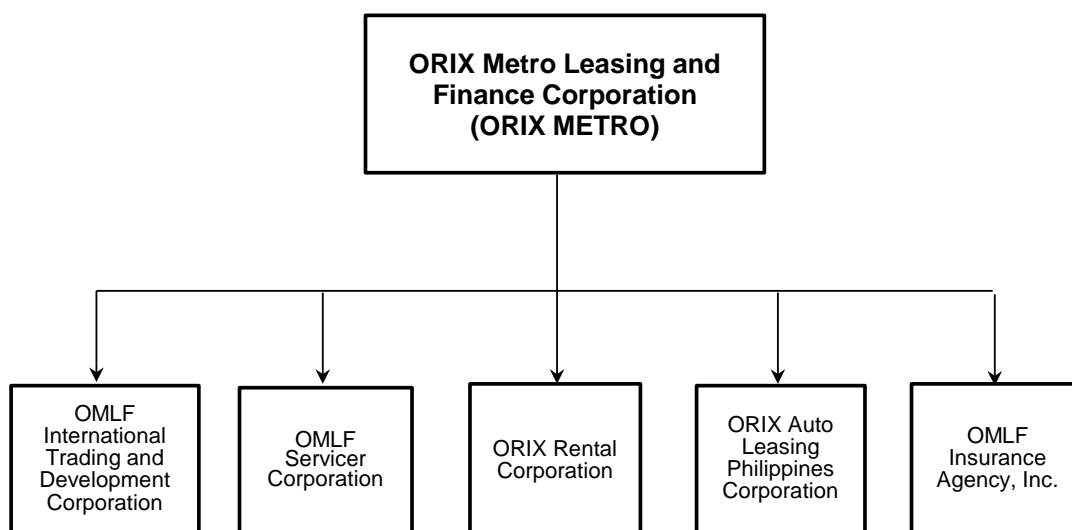 ORIX Metro Leasing and
Finance Corporation
(ORIX METRO)
OMLF
International
Trading and
Development
Corporation
OMLF
Servicer
Corporation
ORIX Rental
Corporation
ORIX Auto
Leasing
Philippines
Corporation
OMLF
Insurance
Agency, Inc.